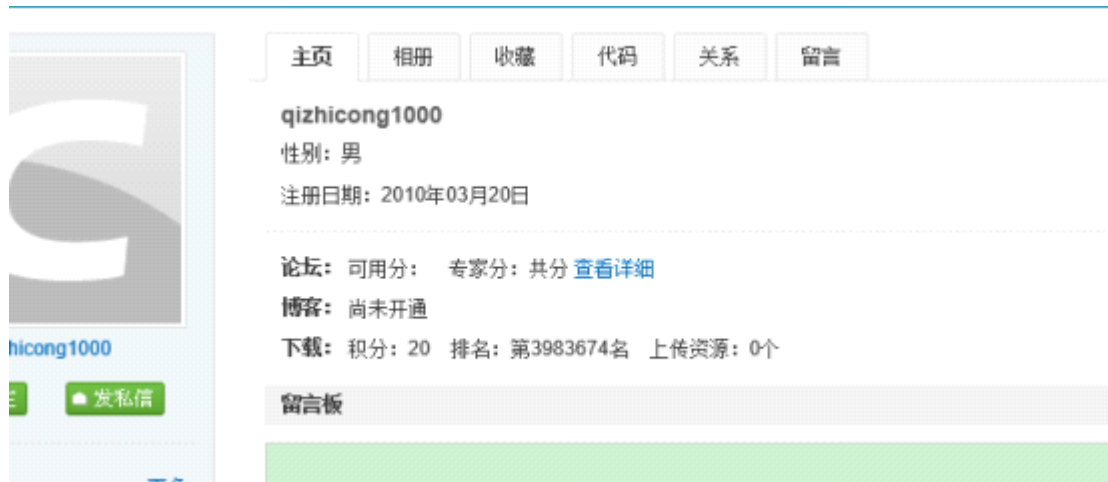 主页 相册 收藏 代码 关系 留言
qizhicong1000
性别：男
注册日期：2010年03月20日
论坛： 可用分： 专家分：共分 查看详细
博客： 尚未开通
下载： 积分：20 排名：第3983674名 上传资源：0个
hicong1000
发私信
留言板